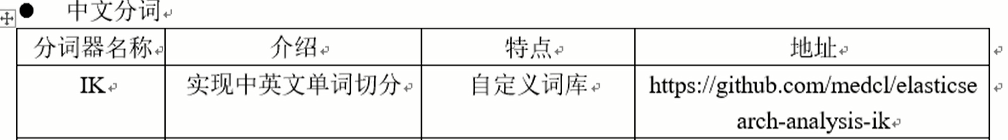 ● 中文分词
分词器名称 介绍 特点 地址
IK 实现中英文单词切分 自定义词库 https://github.com/medcl/elasticse
arch-analysis-ik